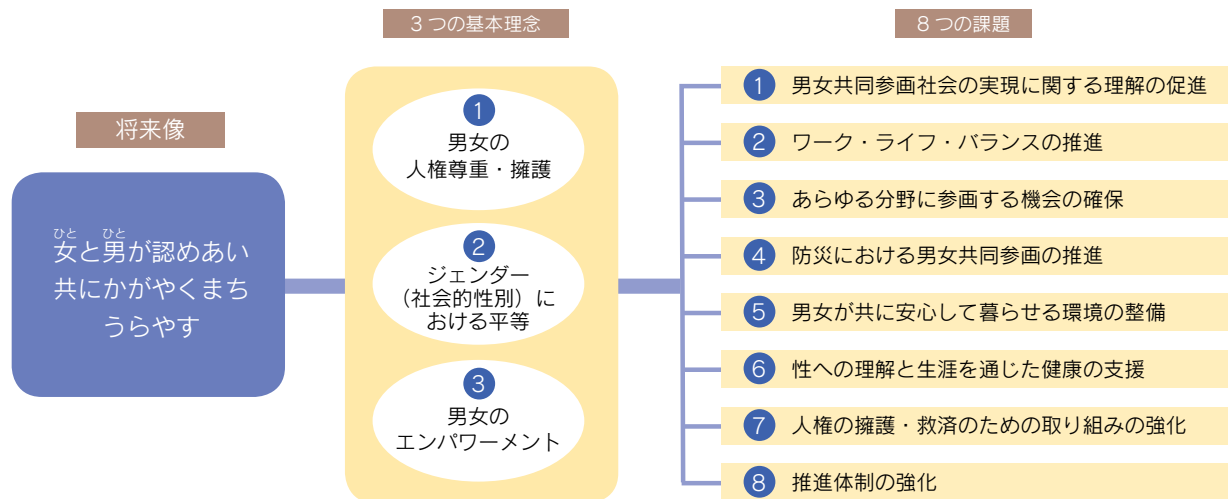 将来像
女と男が認めあい
ひと ひと
共にかがやくまち
うらやす
3つの基本理念
1
男女の
人権尊重・擁護
2
ジェンダー
（社会的性別）に
おける平等
3
男女の
エンパワーメント
8つの課題
1 男女共同参画社会の実現に関する理解の促進
2 ワーク・ライフ・バランスの推進
3 あらゆる分野に参画する機会の確保
4 防災における男女共同参画の推進
5 男女が共に安心して暮らせる環境の整備
6 性への理解と生涯を通じた健康の支援
7 人権の擁護・救済のための取り組みの強化
8 推進体制の強化